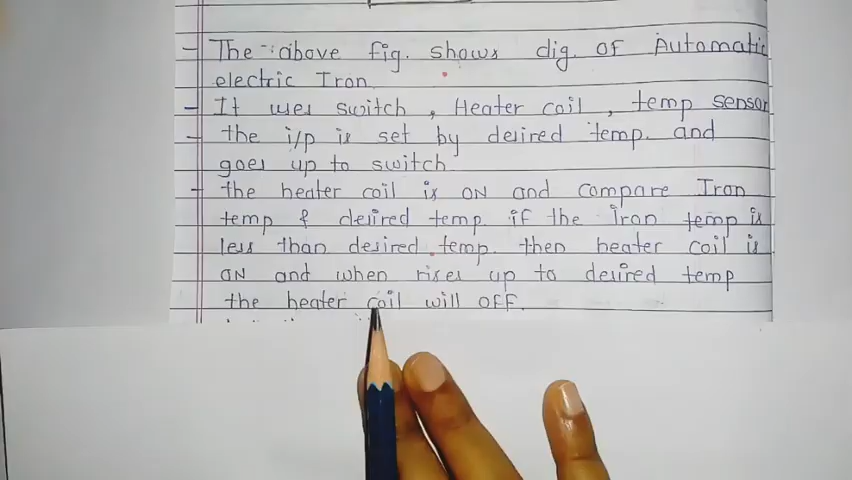 - The above fig. shows dig. OF Automatic
electric Iron.
- It uses switch, Heater coil, temp sensor
- the i/p is set by desired temp. and
goes up to switch.
- the heater coil is ON and compare Iron
temp & desired temp if the Iron temp is
less than desired temp. then heater coil is
ON and when rises up to desired temp
the heater coil will OFF.